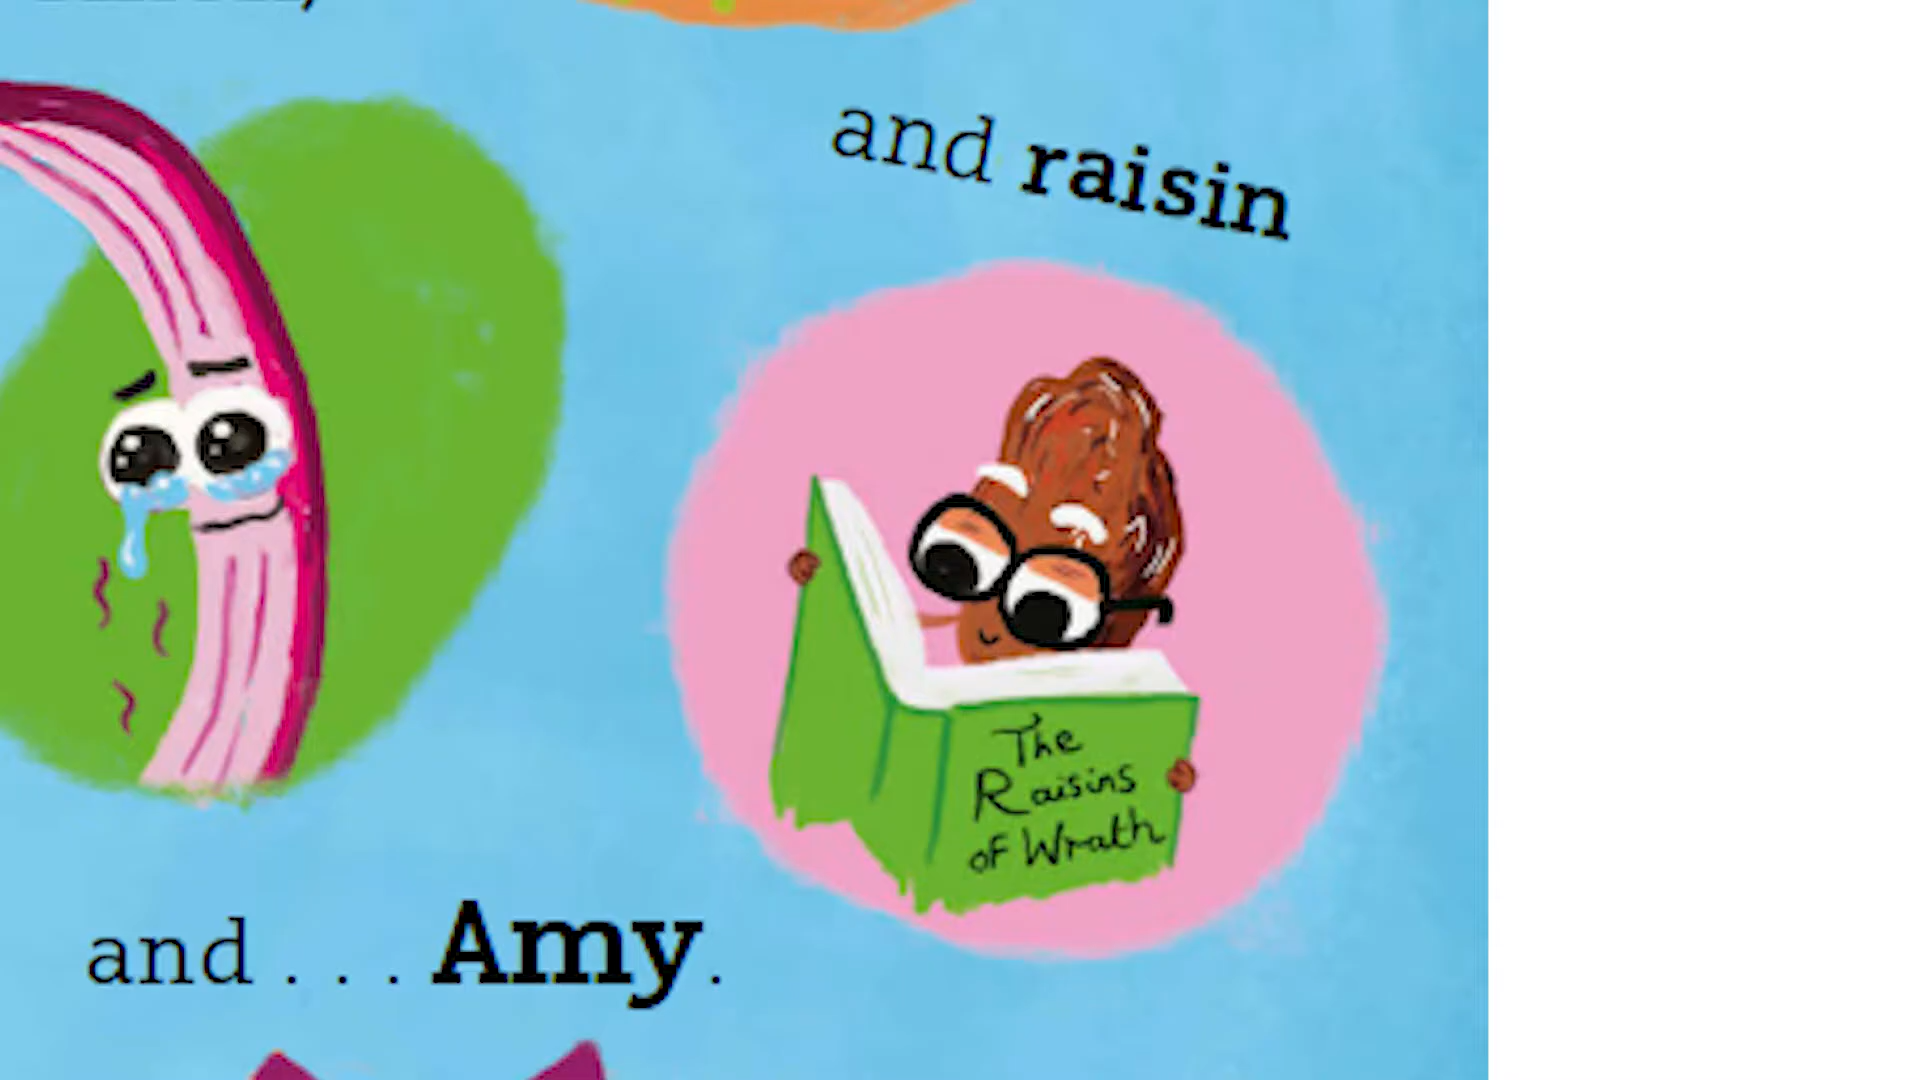 and raisin
The
Raisins
of Wrath
and . . . Amy.